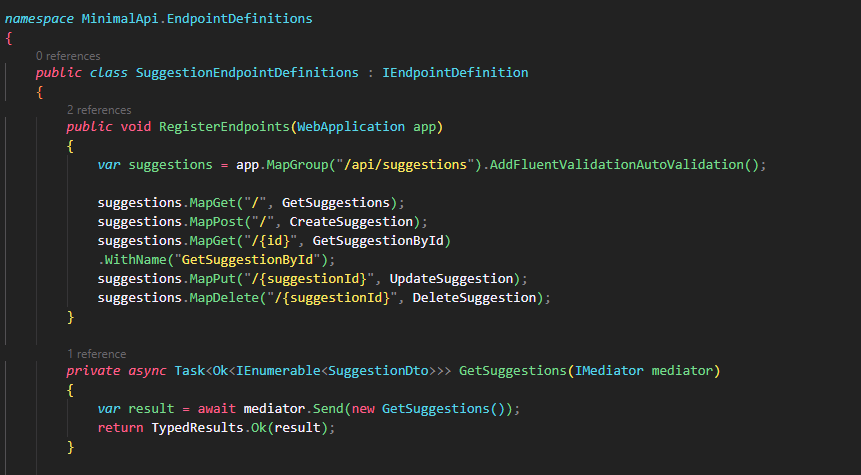 namespace MinimalApi.EndpointDefinitions
{
0 references
public class SuggestionEndpointDefinitions : IEndpointDefinition
{
2 references
public void RegisterEndpoints(WebApplication app)
{
var suggestions = app.MapGroup("/api/suggestions").AddFluentValidationAutoValidation();
suggestions.MapGet("/", GetSuggestions);
suggestions.MapPost("/", CreateSuggestion);
suggestions.MapGet("/{id}", GetSuggestionById)
.WithName("GetSuggestionById");
suggestions.MapPut("/{suggestionId}", UpdateSuggestion);
suggestions.MapDelete("/{suggestionId}", DeleteSuggestion);
}
1 reference
private async Task<Ok<IEnumerable<SuggestionDto>>> GetSuggestions(IMediator mediator)
{
var result = await mediator.Send(new GetSuggestions());
return TypedResults.Ok(result);
}